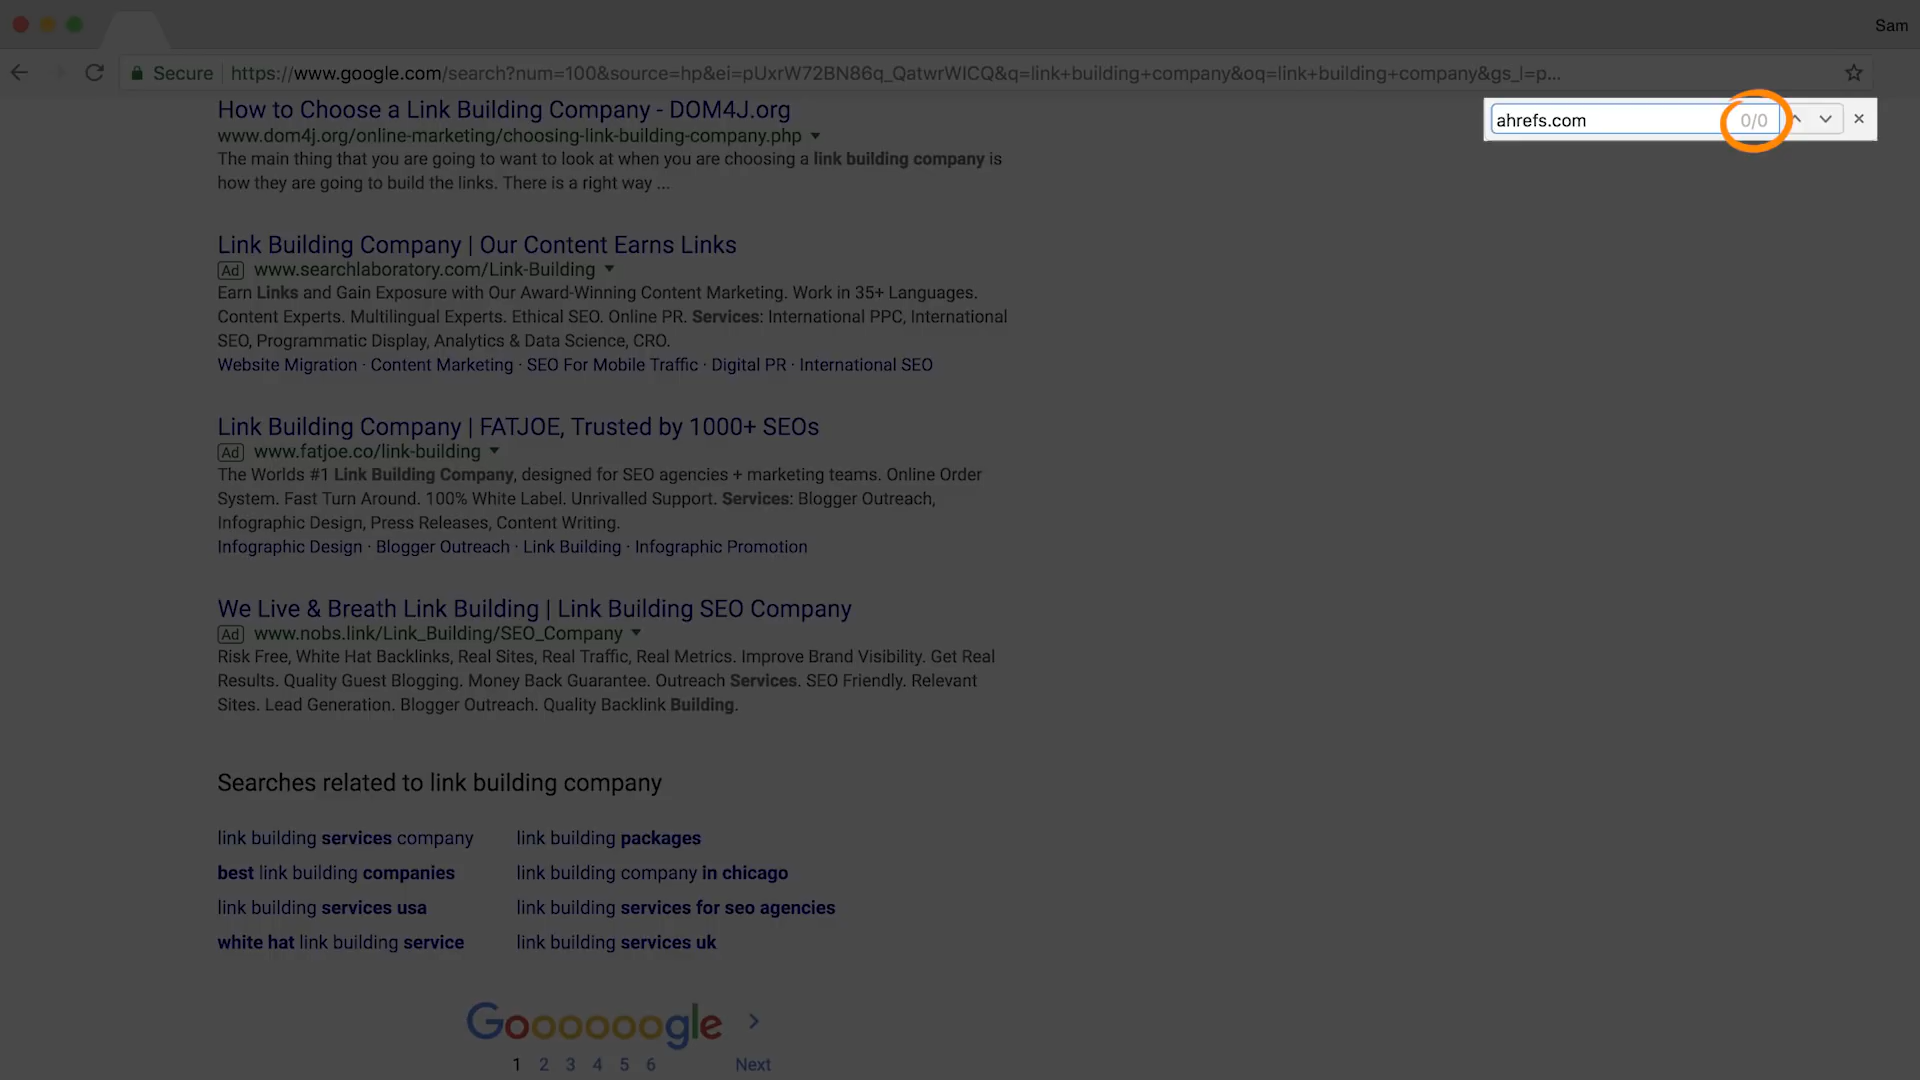 Sam
Secure https://www.google.com/search?num=100&source=hp&ei=pUxrW72BN86q_QatwrWICQ&q=link+building+company&oq=link+building+company&gs_l=p...
ahrefs.com 0/0
How to Choose a Link Building Company - DOM4J.org
www.dom4j.org/online-marketing/choosing-link-building-company.php
The main thing that you are going to want to look at when you are choosing a link building company is
how they are going to build the links. There is a right way ...
Link Building Company | Our Content Earns Links
Ad www.searchlaboratory.com/Link-Building
Earn Links and Gain Exposure with Our Award-Winning Content Marketing. Work in 35+ Languages.
Content Experts. Multilingual Experts. Ethical SEO. Online PR. Services: International PPC, International
SEO, Programmatic Display, Analytics & Data Science, CRO.
Website Migration · Content Marketing · SEO For Mobile Traffic · Digital PR · International SEO
Link Building Company | FATJOE, Trusted by 1000+ SEOs
Ad www.fatjoe.co/link-building
The Worlds #1 Link Building Company, designed for SEO agencies + marketing teams. Online Order
System. Fast Turn Around. 100% White Label. Unrivalled Support. Services: Blogger Outreach,
Infographic Design, Press Releases, Content Writing.
Infographic Design · Blogger Outreach · Link Building · Infographic Promotion
We Live & Breath Link Building | Link Building SEO Company
Ad www.nobs.link/Link_Building/SEO_Company
Risk Free, White Hat Backlinks, Real Sites, Real Traffic, Real Metrics. Improve Brand Visibility. Get Real
Results. Quality Guest Blogging. Money Back Guarantee. Outreach Services. SEO Friendly. Relevant
Sites. Lead Generation. Blogger Outreach. Quality Backlink Building.
Searches related to link building company
link building services company link building packages
best link building companies link building company in chicago
link building services usa link building services for seo agencies
white hat link building service link building services uk
Goooooogle
1 2 3 4 5 6 Next